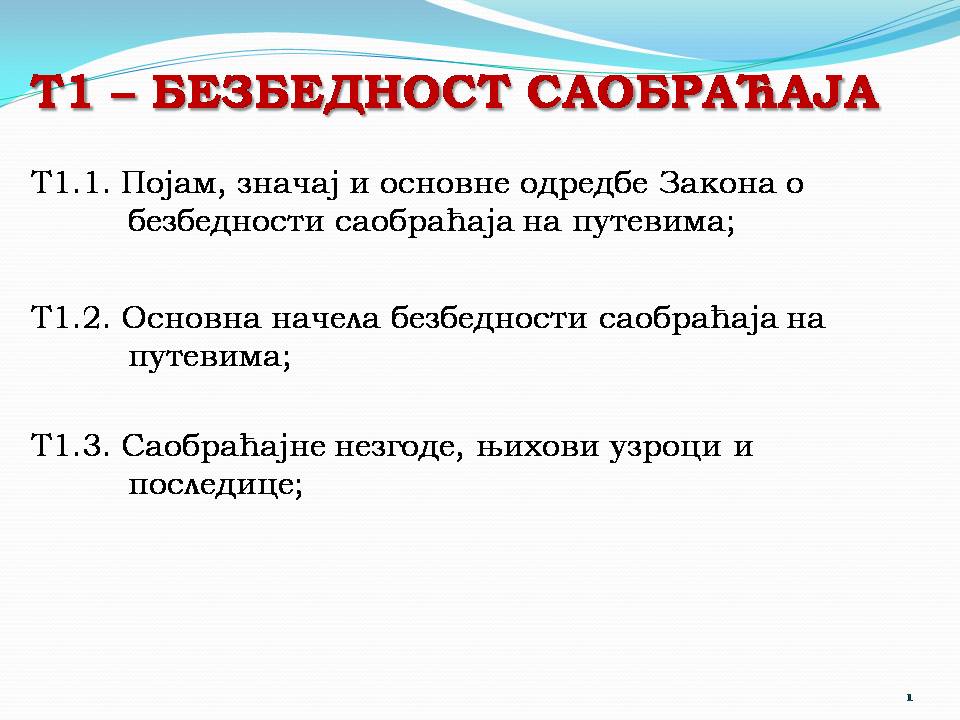 Т1 – БЕЗБЕДНОСТ САОБРАЋАЈА
Т1.1. Појам, значај и основне одредбе Закона о
безбедности саобраћаја на путевима;
Т1.2. Основна начела безбедности саобраћаја на
путевима;
Т1.3. Саобраћајне незгоде, њихови узроци и
последице;
1